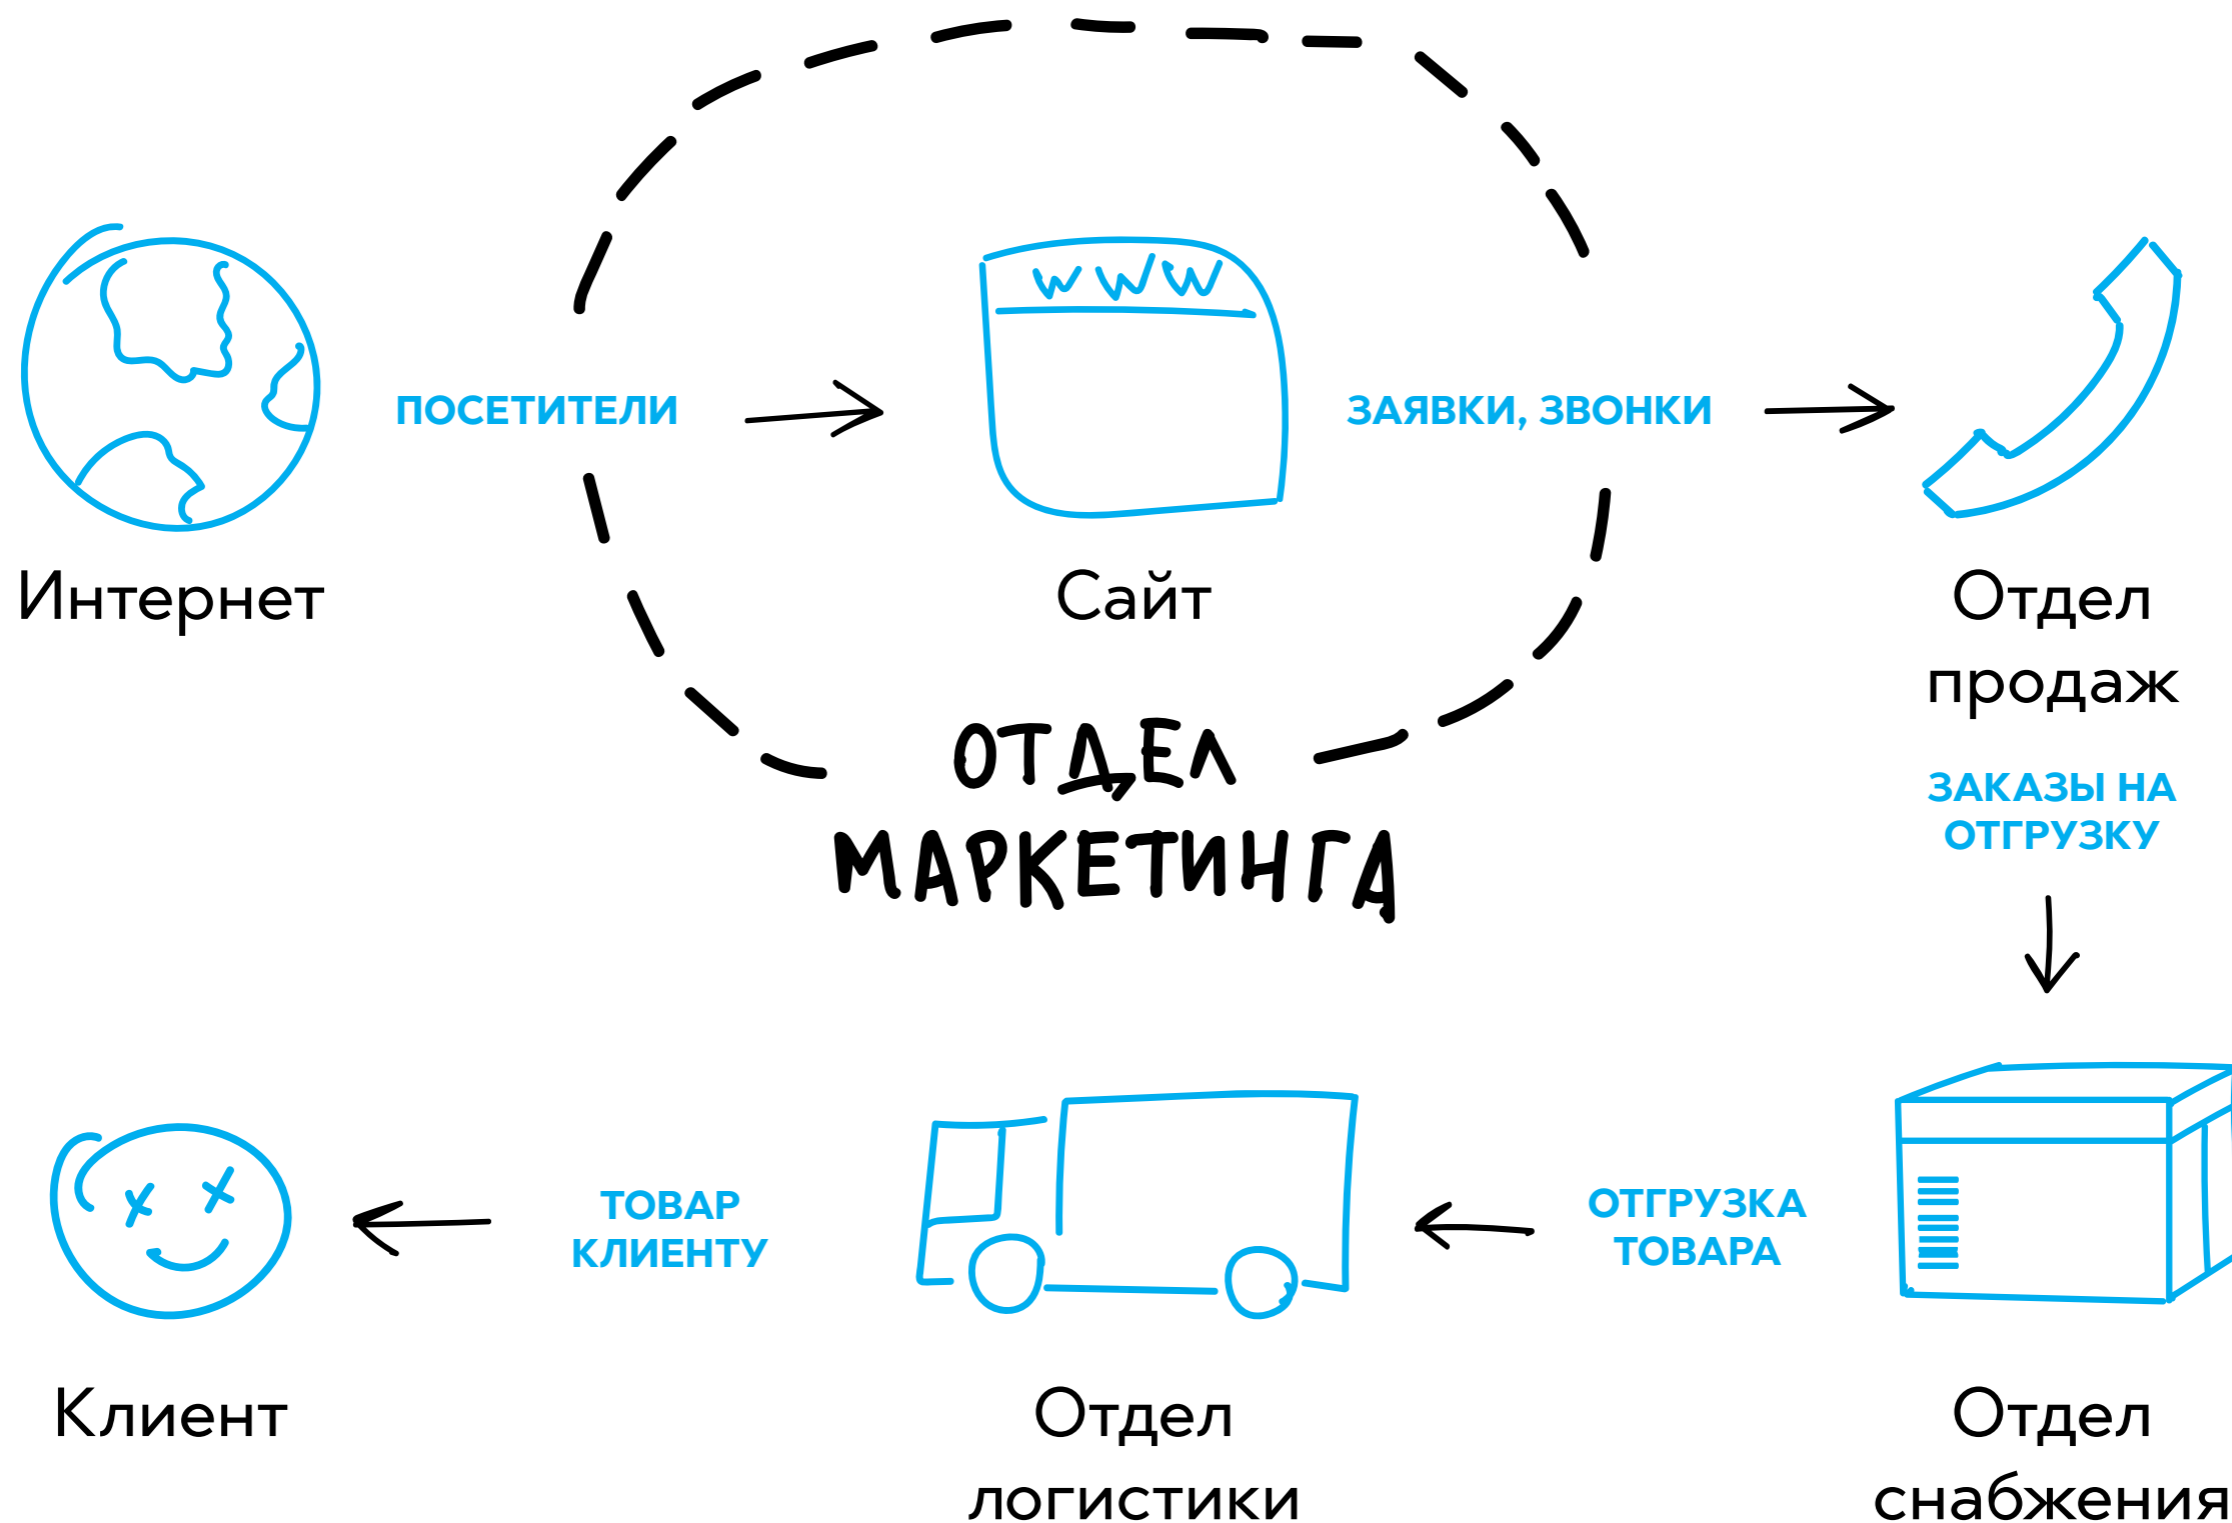 www
ПОСЕТИТЕЛИ
ЗАЯВКИ, ЗВОНКИ
Интернет
Сайт
Отдел
продаж
ОТДЕЛ
МАРКЕТИНГА
ЗАКАЗЫ НА
ОТГРУЗКУ
ТОВАР
КЛИЕНТУ
ОТГРУЗКА
ТОВАРА
Клиент
Отдел
логистики
Отдел
снабжения